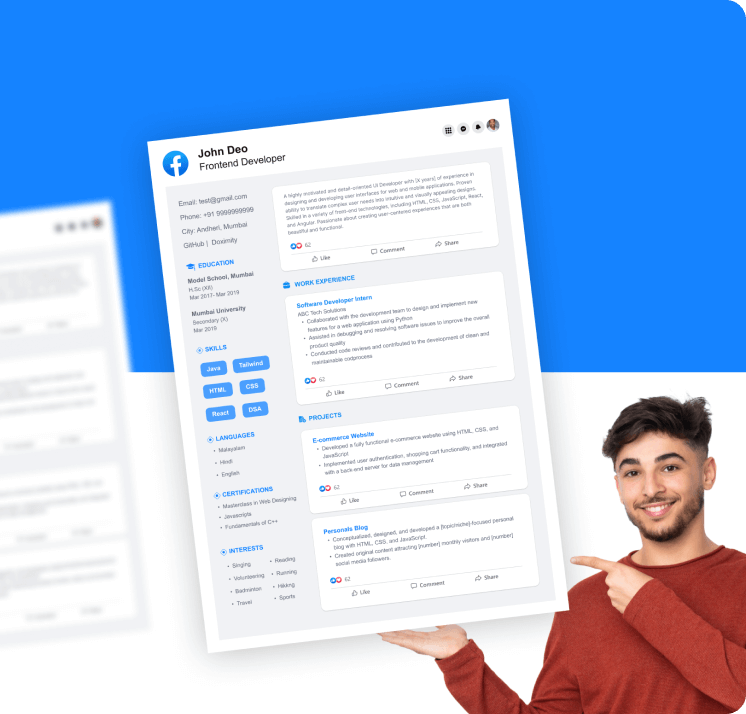 John Deo
Frontend Developer
Email: test@gmail.com
Phone: +91 9999999999
City: Andheri, Mumbai
GitHub | Doximity
EDUCATION
Model School, Mumbai
H.Sc (XII)
Mar 2017- Mar 2019
Mumbai University
Secondary (X)
Mar 2019
SKILLS
Java
Tailwind
HTML
CSS
React
DSA
LANGUAGES
• Malayalam
• Hindi
• English
CERTIFICATIONS
• Masterclass in Web Designing
• Javascripts
• Fundamentals of C++
INTERESTS
• Singing
• Reading
• Volunteering
• Running
• Badminton
• Hikking
• Travel
• Sports
A highly motivated and detail-oriented UI Developer with [X years] of experience in
designing and developing user interfaces for web and mobile applications. Proven
ability to translate complex user needs into intuitive and visually appealing designs.
Skilled in a variety of front-end technologies, including HTML, CSS, JavaScript, React,
and Angular. Passionate about creating user-centered experiences that are both
beautiful and functional.
62
Like
Comment
Share
WORK EXPERIENCE
Software Developer Intern
ABC Tech Solutions
• Collaborated with the development team to design and implement new
features for a web application using Python
• Assisted in debugging and resolving software issues to improve the overall
product quality
• Conducted code reviews and contributed to the development of clean and
maintainable codprocess
62
Like
Comment
Share
PROJECTS
E-commerce Website
• Developed a fully functional e-commerce website using HTML, CSS, and
JavaScript
• Implemented user authentication, shopping cart functionality, and integrated
with a back-end server for data management
62
Like
Comment
Share
Personals Blog
• Conceptualized, designed, and developed a [topic/niche]-focused personal
blog with HTML, CSS, and JavaScript
• Created original content attracting [number] monthly visitors and [number]
social media followers.
62
Like
Comment
Share